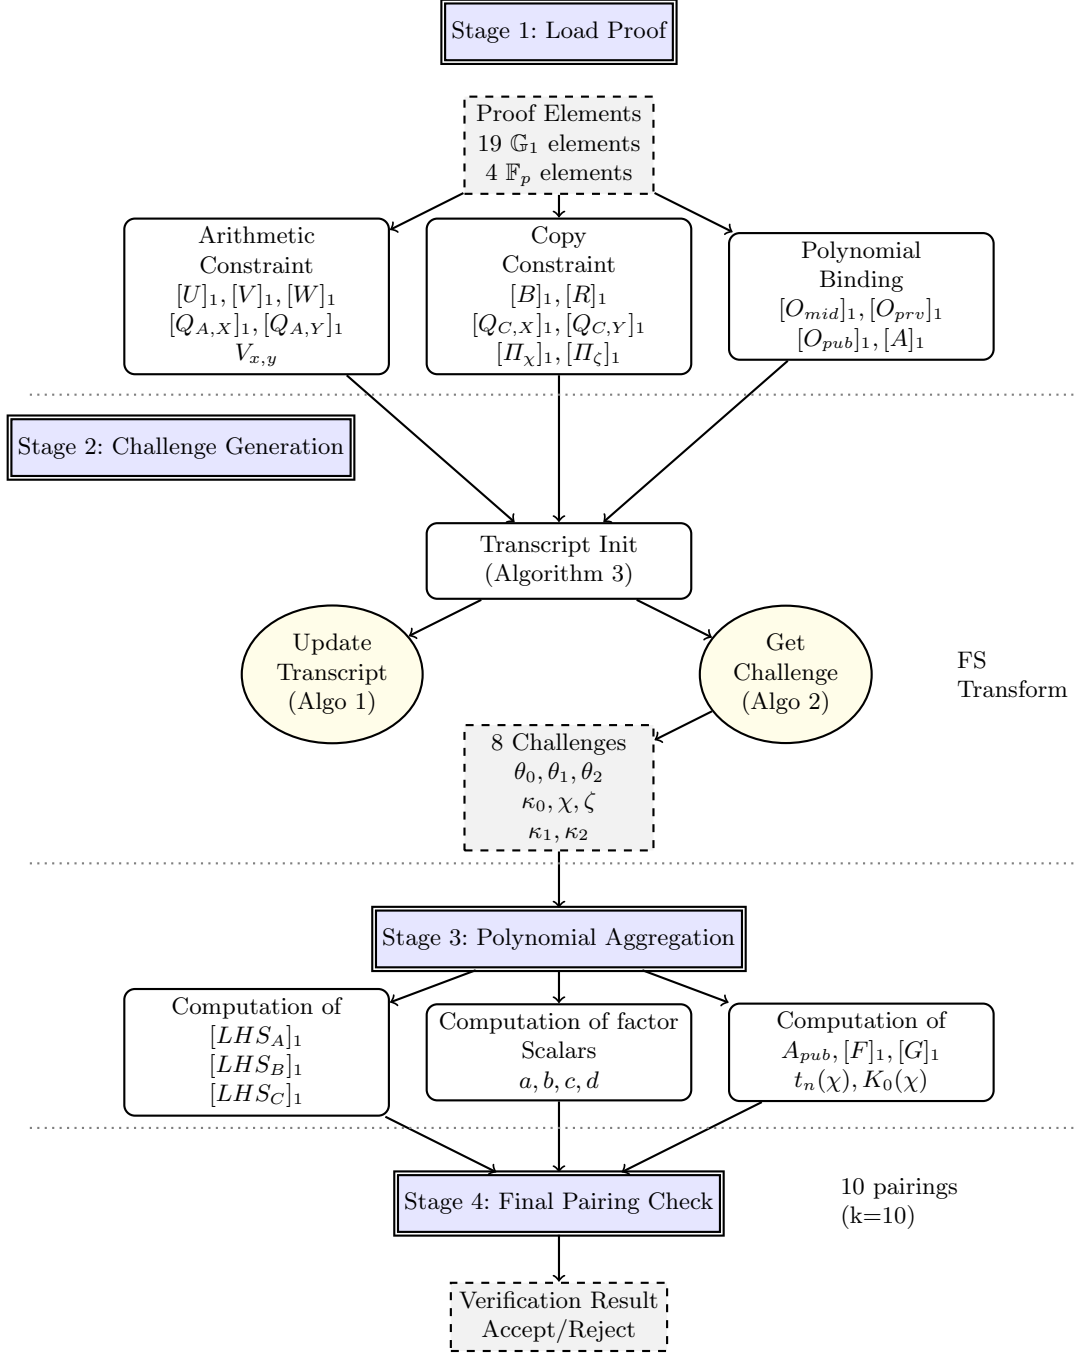 Stage 1: Load Proof
Proof Elements
19 𝔾₁ elements
4 𝔽ₚ elements
Arithmetic
Constraint
[U]₁, [V]₁, [W]₁
[Q_{A,X}]₁, [Q_{A,Y}]₁
V_{x,y}
Copy
Constraint
[B]₁, [R]₁
[Q_{C,X}]₁, [Q_{C,Y}]₁
[Π_χ]₁, [Π_ζ]₁
Polynomial
Binding
[O_{mid}]₁, [O_{prv}]₁
[O_{pub}]₁, [A]₁
Stage 2: Challenge Generation
Transcript Init
(Algorithm 3)
Update
Transcript
(Algo 1)
Get
Challenge
(Algo 2)
FS
Transform
8 Challenges
θ₀, θ₁, θ₂
κ₀, χ, ζ
κ₁, κ₂
Stage 3: Polynomial Aggregation
Computation of
[LHS_A]₁
[LHS_B]₁
[LHS_C]₁
Computation of factor
Scalars
a, b, c, d
Computation of
A_{pub}, [F]₁, [G]₁
t_n(χ), K₀(χ)
Stage 4: Final Pairing Check
10 pairings
(k=10)
Verification Result
Accept/Reject